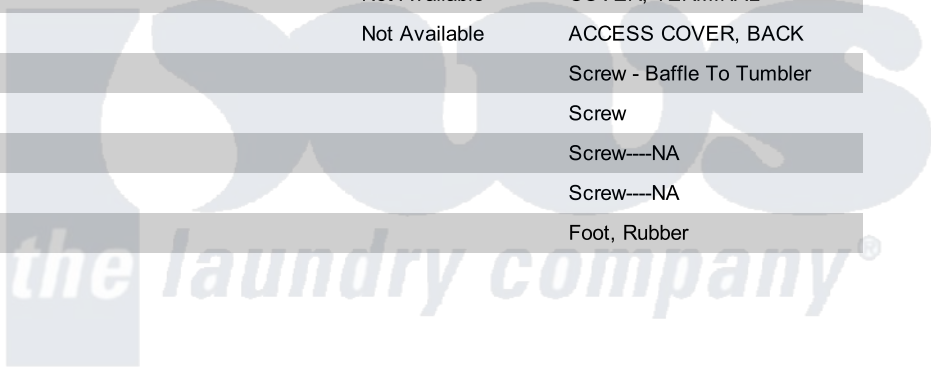 Not Available ACCESS COVER, BACK
Screw - Baffle To Tumbler
Screw
Screw----NA
Screw----NA
Foot, Rubber
the laundry company®